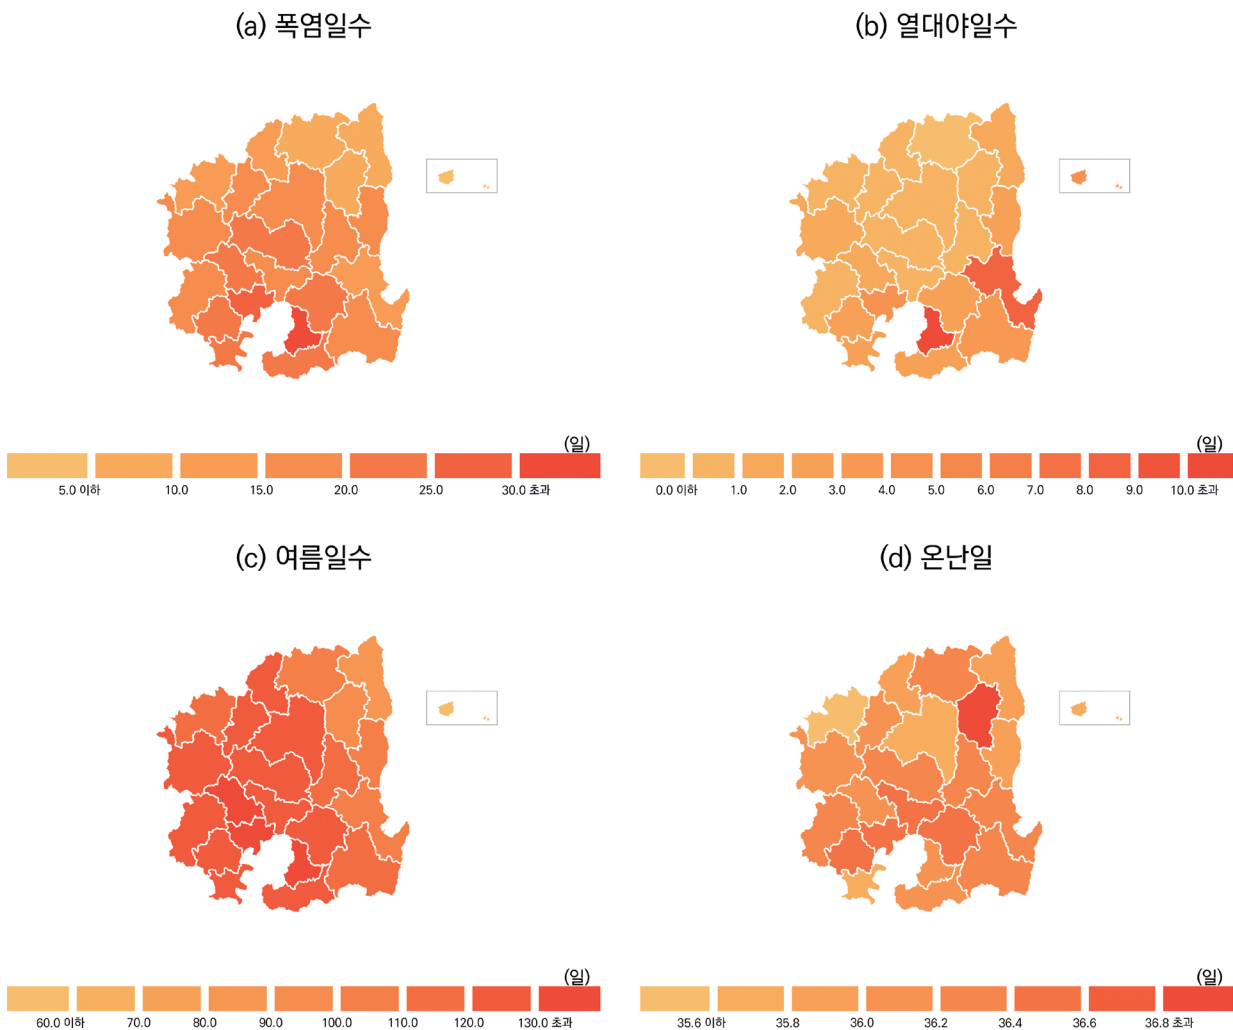 (a) 폭염일수
(b) 열대야일수
(일)
5.0 이하 10.0 15.0 20.0 25.0 30.0 초과
(일)
0.0 이하 1.0 2.0 3.0 4.0 5.0 6.0 7.0 8.0 9.0 10.0 초과
(c) 여름일수
(d) 온난일
(일)
60.0 이하 70.0 80.0 90.0 100.0 110.0 120.0 130.0 초과
(일)
35.6 이하 35.8 36.0 36.2 36.4 36.6 36.8 초과